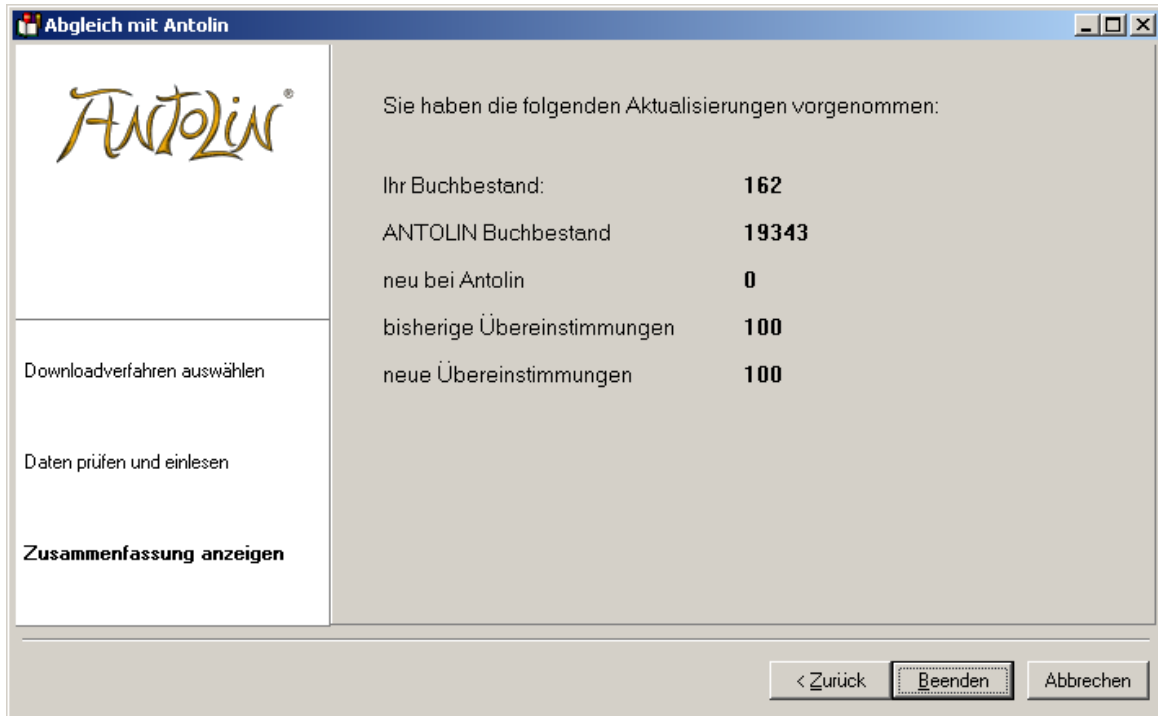 Abgleich mit Antolin
ANTOLIN®
Sie haben die folgenden Aktualisierungen vorgenommen:
Ihr Buchbestand: 162
ANTOLIN Buchbestand 19343
neu bei Antolin 0
bisherige Übereinstimmungen 100
neue Übereinstimmungen 100
Downloadverfahren auswählen
Daten prüfen und einlesen
Zusammenfassung anzeigen
< Zurück Beenden Abbrechen